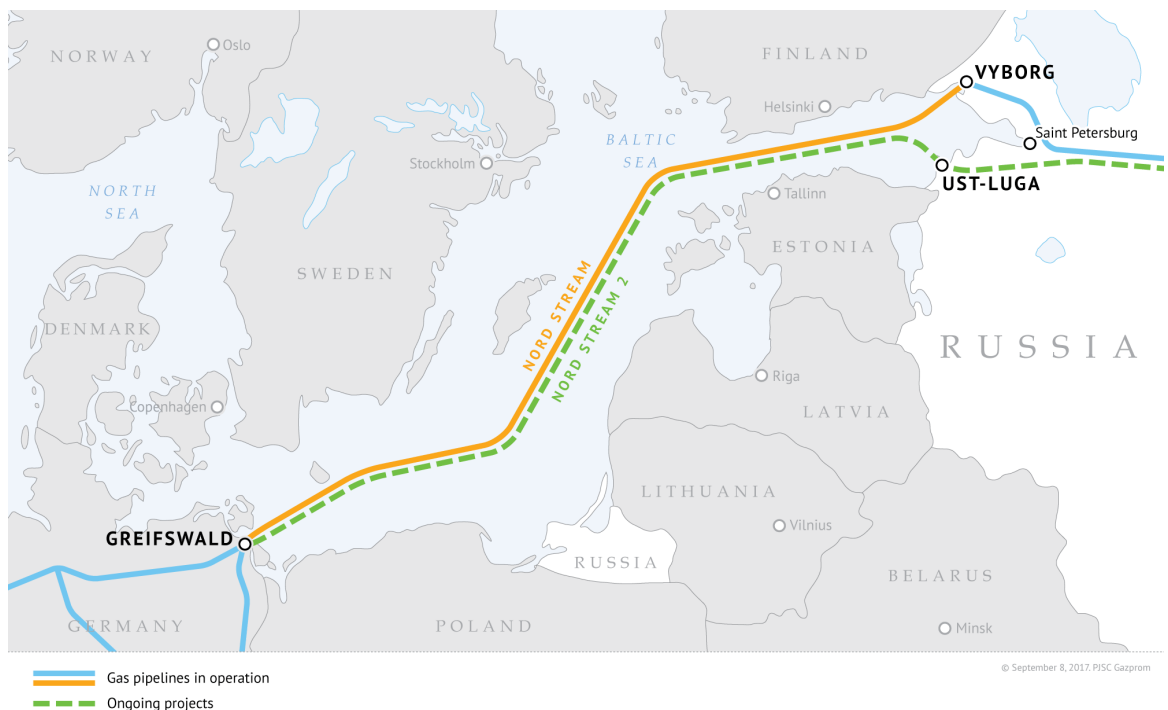 NORWAY
Oslo
FINLAND
VYBORG
Helsinki
Saint Petersburg
BALTIC
SEA
Stockholm
UST-LUGA
NORTH
SEA
Tallinn
ESTONIA
SWEDEN
NORD STREAM
NORD STREAM 2
DENMARK
RUSSIA
Riga
Copenhagen
LATVIA
LITHUANIA
Vilnius
GREIFSWALD
RUSSIA
BELARUS
GERMANY
POLAND
Minsk
© September 8, 2017. PJSC Gazprom
Gas pipelines in operation
Ongoing projects